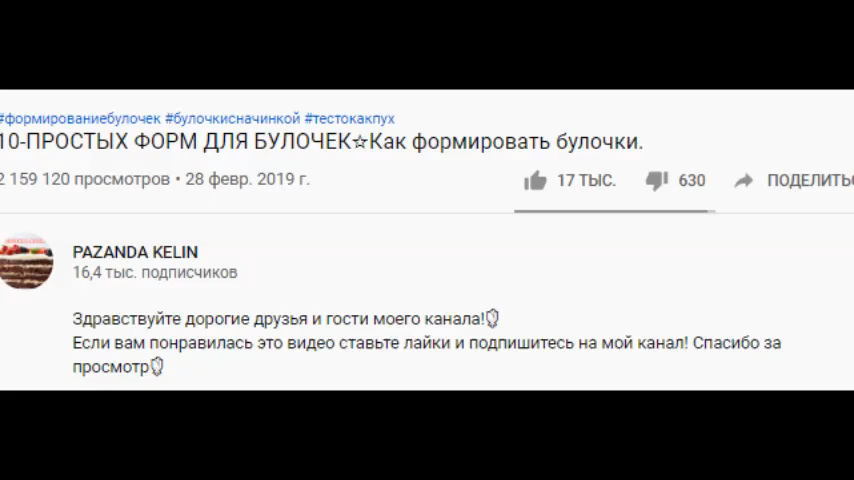 #формированиебулочек #булочкисначинкой #тестокакпух
10-ПРОСТЫХ ФОРМ ДЛЯ БУЛОЧЕК☆Как формировать булочки.
2 159 120 просмотров • 28 февр. 2019 г.
17 ТЫС. 630 ПОДЕЛИТЬ
PAZANDA KELIN
16,4 тыс. подписчиков
Здравствуйте дорогие друзья и гости моего канала!
Если вам понравилась это видео ставьте лайки и подпишитесь на мой канал! Спасибо за
просмотр